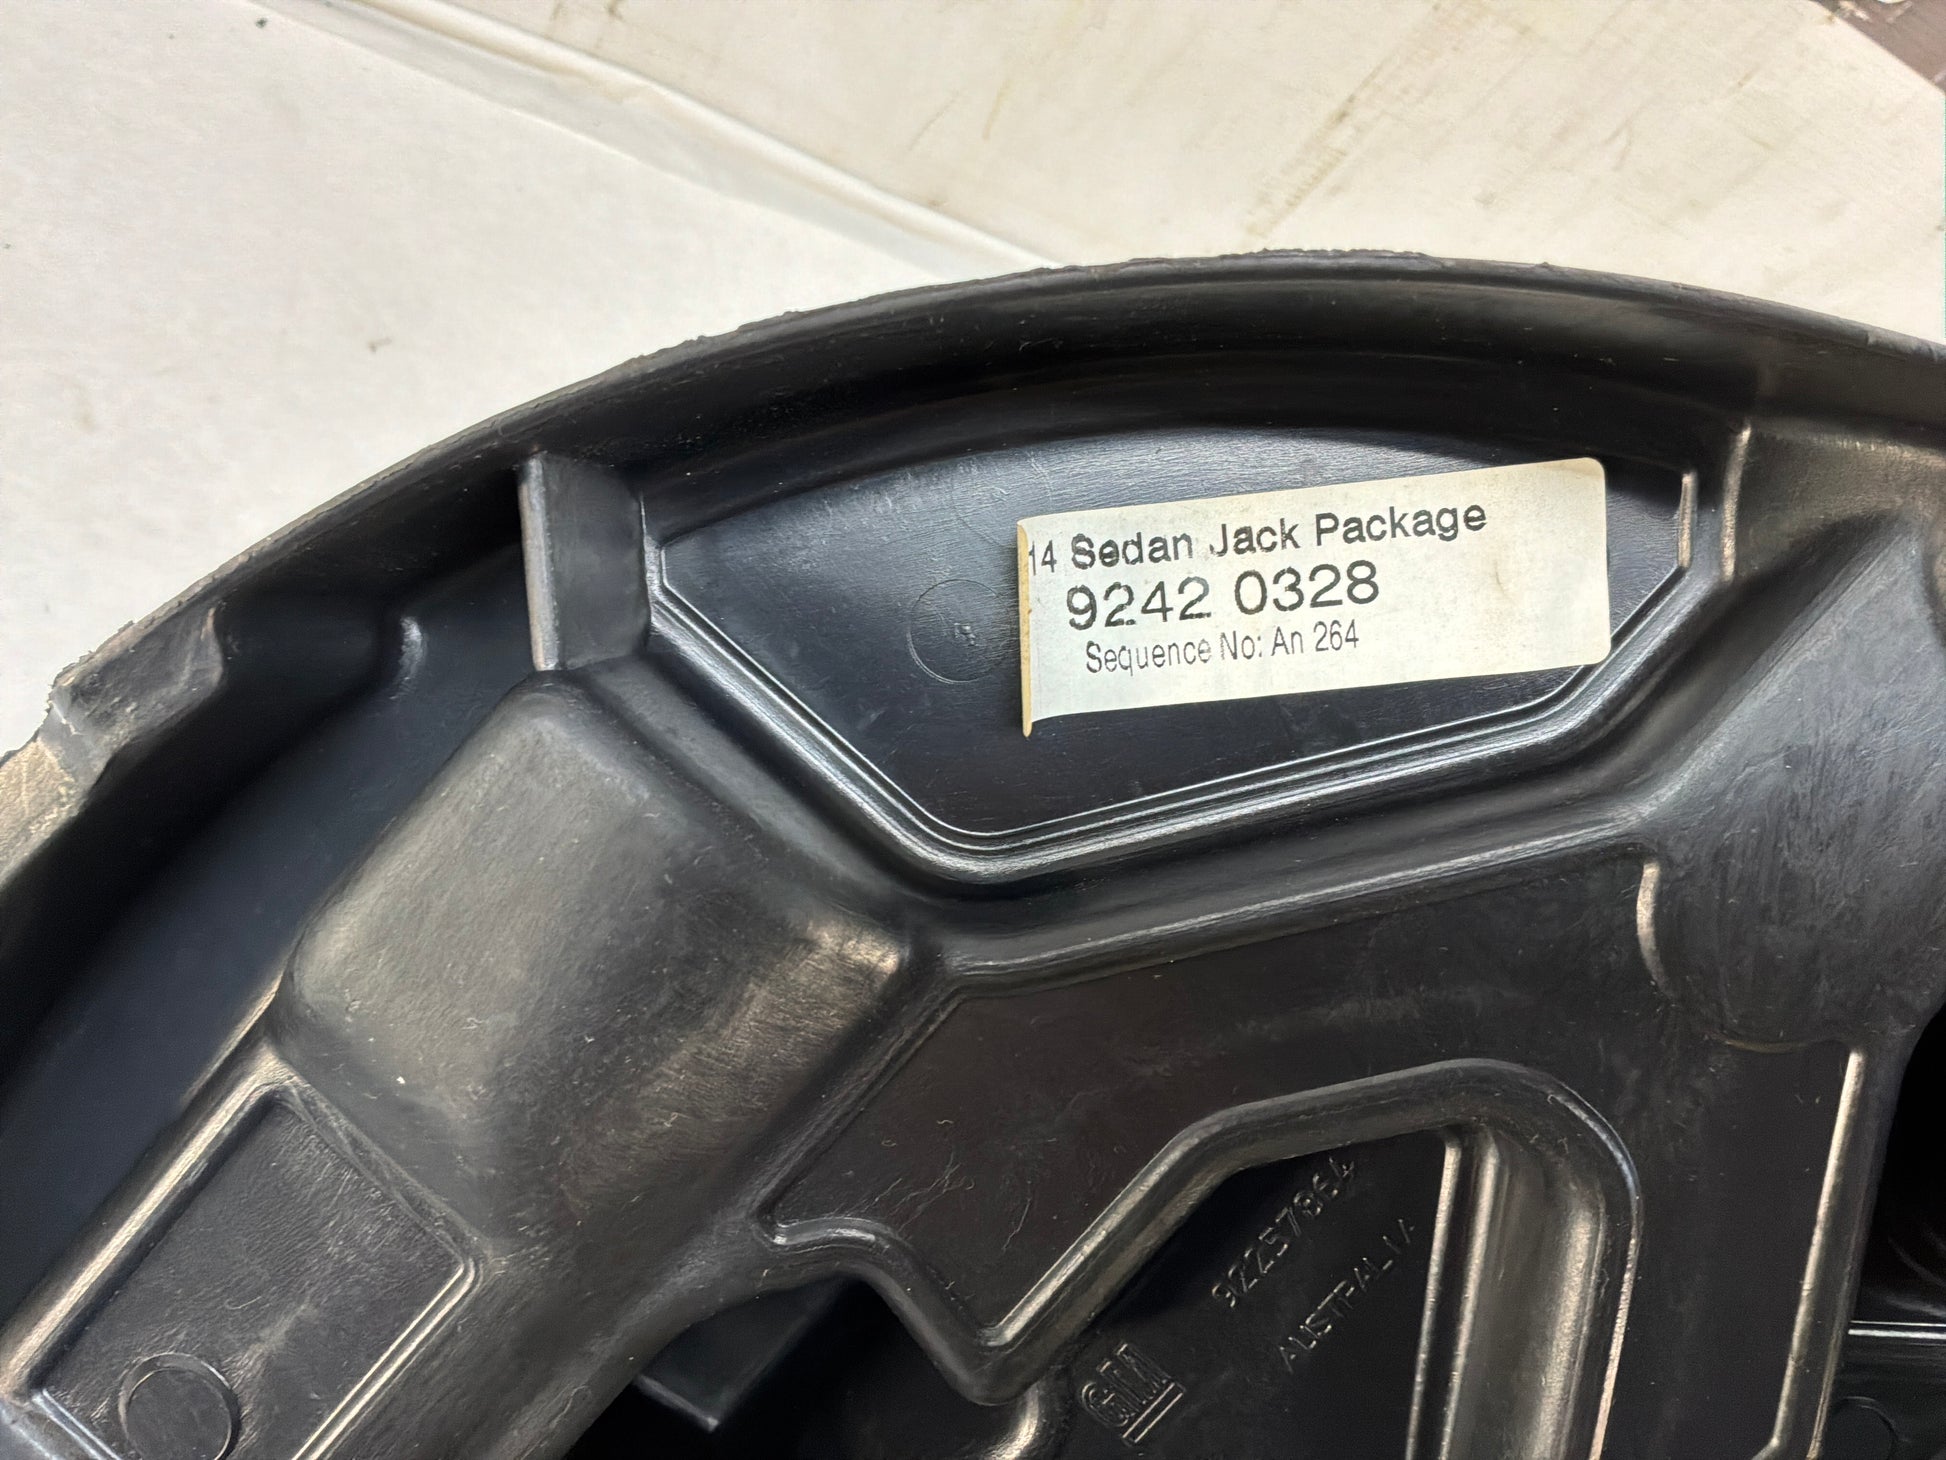 14 Sedan Jack Package
9242 0328
Sequence No: An 264
92257864
AUSTRALIA
GM